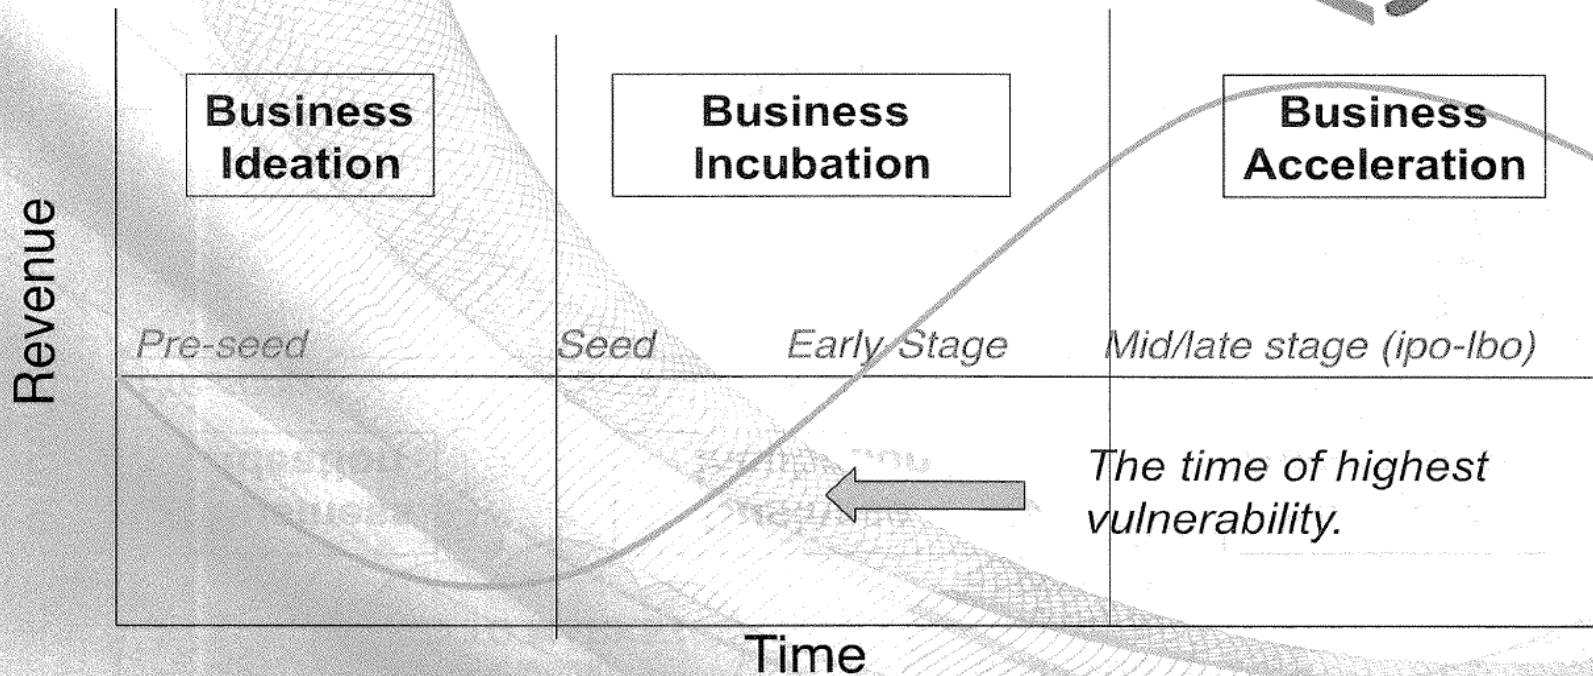 Business
Ideation
Business
Incubation
Business
Acceleration
Revenue
Pre-seed
Seed
Early Stage
Mid/late stage (ipo-lbo)
The time of highest
vulnerability.
Time